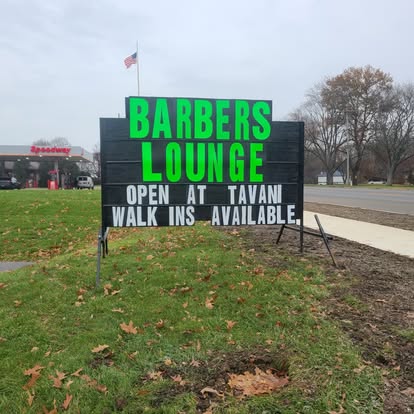 Speedway
BARBERS
LOUNGE
OPEN AT TAVANI
WALK INS AVAILABLE.